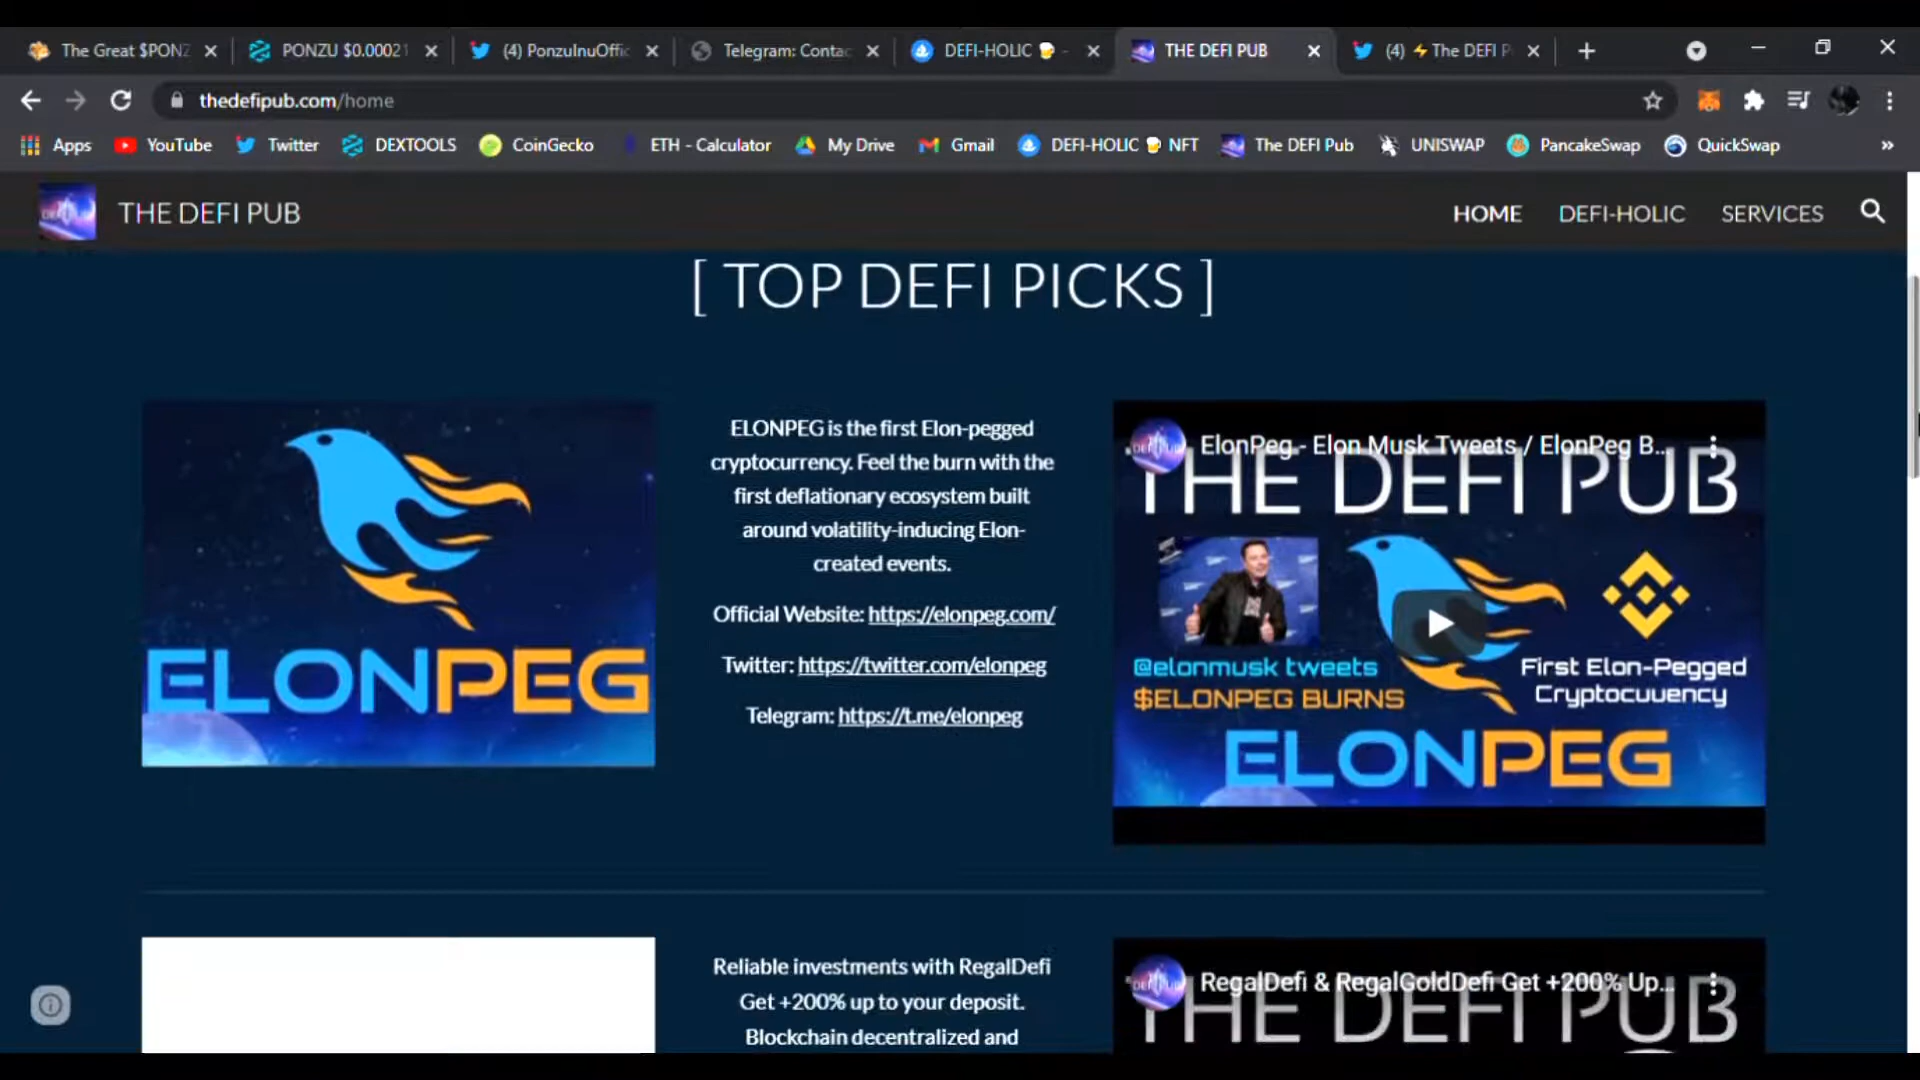 The Great $PONZ
PONZU $0.00021
(4) PonzuInuOffic
Telegram: Contac
DEFI-HOLIC 🍺 -
THE DEFI PUB
(4) ⚡The DEFI P
thedefipub.com/home
Apps
YouTube
Twitter
DEXTOOLS
CoinGecko
ETH - Calculator
My Drive
Gmail
DEFI-HOLIC 🍺 NFT
The DEFI Pub
UNISWAP
PancakeSwap
QuickSwap
»
THE DEFI PUB
HOME
DEFI-HOLIC
SERVICES
[ TOP DEFI PICKS ]
ELONPEG
ELONPEG is the first Elon-pegged
cryptocurrency. Feel the burn with the
first deflationary ecosystem built
around volatility-inducing Elon-
created events.
Official Website: https://elonpeg.com/
Twitter: https://twitter.com/elonpeg
Telegram: https://t.me/elonpeg
ElonPeg - Elon Musk Tweets / ElonPeg B...
THE DEFI PUB
@elonmusk tweets
$ELONPEG BURNS
First Elon-Pegged
Cryptocuvency
ELONPEG
Reliable investments with RegalDefi
Get +200% up to your deposit.
Blockchain decentralized and
RegalDefi & RegalGoldDefi Get +200% Up...
THE DEFI PUB